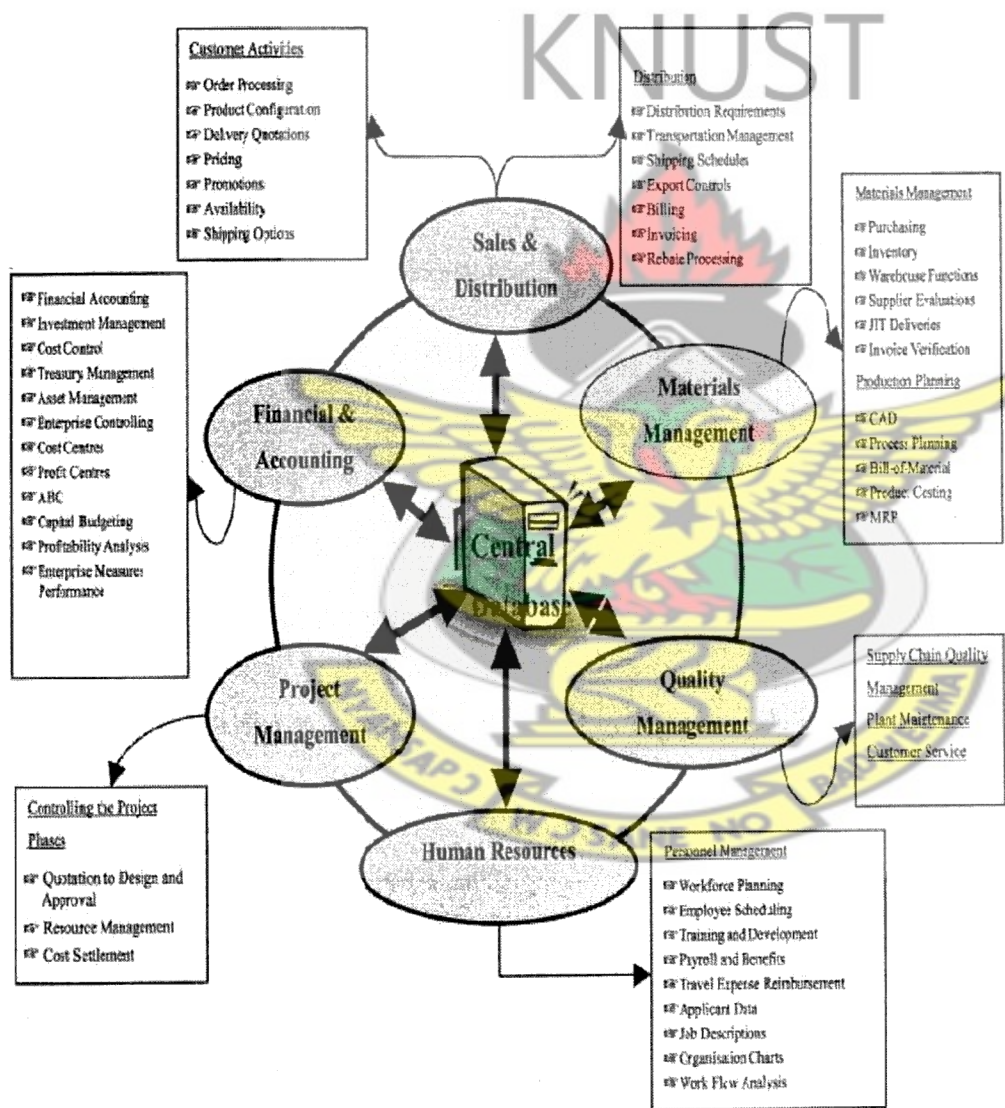 KNUST
Customer Activities
☞ Order Processing
☞ Product Configuration
☞ Delivery Quotations
☞ Pricing
☞ Promotions
☞ Availability
☞ Shipping Options
Distribution
☞ Distribution Requirements
☞ Transportation Management
☞ Shipping Schedules
☞ Export Controls
☞ Billing
☞ Invoicing
☞ Rebate Processing
Materials Management
☞ Purchasing
☞ Inventory
☞ Warehouse Functions
☞ Supplier Evaluations
☞ JIT Deliveries
☞ Invoice Verification
Production Planning
☞ CAD
☞ Process Planning
☞ Bill-of-Material
☞ Product Costing
☞ MRP
☞ Financial Accounting
☞ Investment Management
☞ Cost Control
☞ Treasury Management
☞ Asset Management
☞ Enterprise Controlling
☞ Cost Centres
☞ Profit Centres
☞ ABC
☞ Capital Budgeting
☞ Profitability Analysis
☞ Enterprise Measures
Performance
Sales &
Distribution
Financial &
Accounting
Materials
Management
Central
Database
Project
Management
Quality
Management
Human Resources
Supply Chain Quality
Management
Plant Maintenance
Customer Service
Controlling the Project
Phases
☞ Quotation to Design and
Approval
☞ Resource Management
☞ Cost Settlement
Personnel Management
☞ Workforce Planning
☞ Employee Scheduling
☞ Training and Development
☞ Payroll and Benefits
☞ Travel Expense Reimbursement
☞ Applicant Data
☞ Job Descriptions
☞ Organisation Charts
☞ Work Flow Analysis